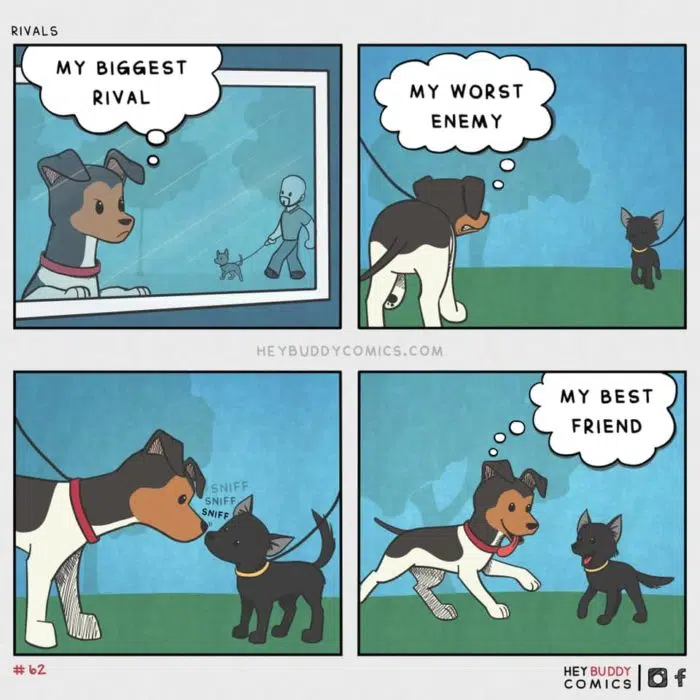 RIVALS
MY BIGGEST
RIVAL
MY WORST
ENEMY
HEYBUDDYCOMICS.COM
SNIFF
SNIFF
SNIFF
MY BEST
FRIEND
# 62
HEY BUDDY
COMICS